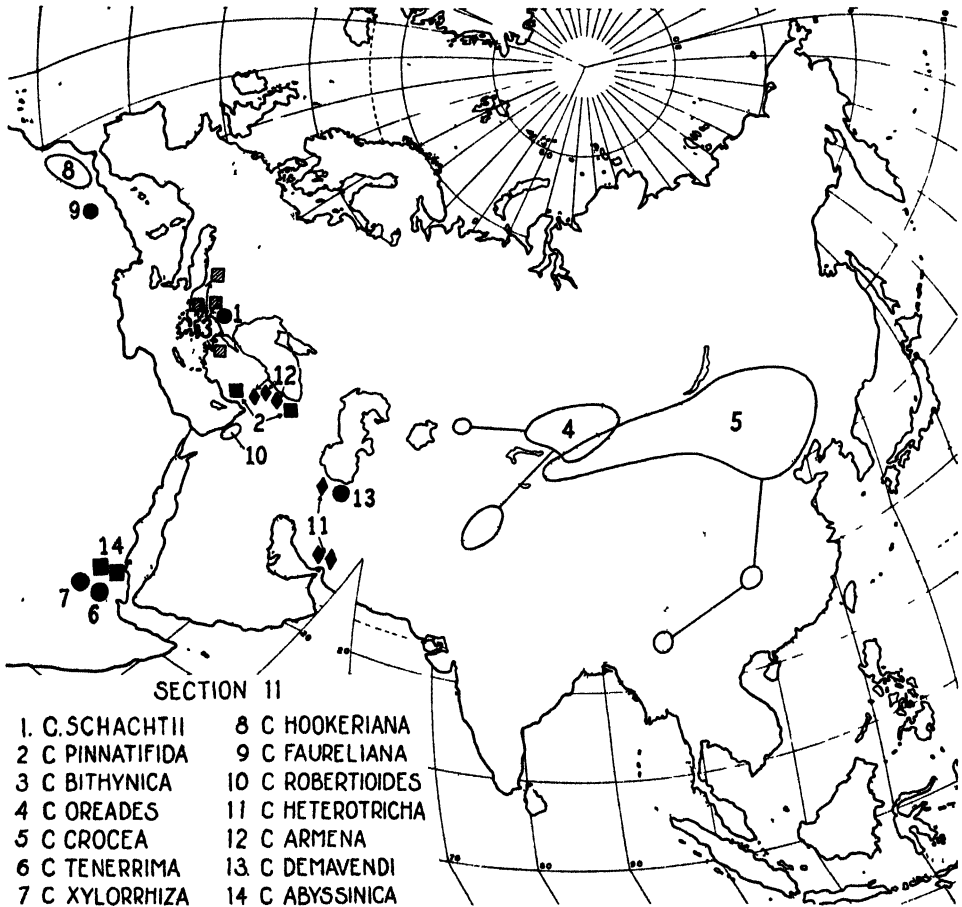 8
9
1
3
12
4
5
2
10
13
11
14
7
6
SECTION 11
1. C. SCHACHTII
2 C PINNATIFIDA
3 C BITHYNICA
4 C OREADES
5 C CROCEA
6 C TENERRIMA
7 C XYLORRHIZA
8 C HOOKERIANA
9 C FAURELIANA
10 C ROBERTIOIDES
11 C HETEROTRICHA
12 C ARMENA
13. C DEMAVENDI
14 C ABYSSINICA